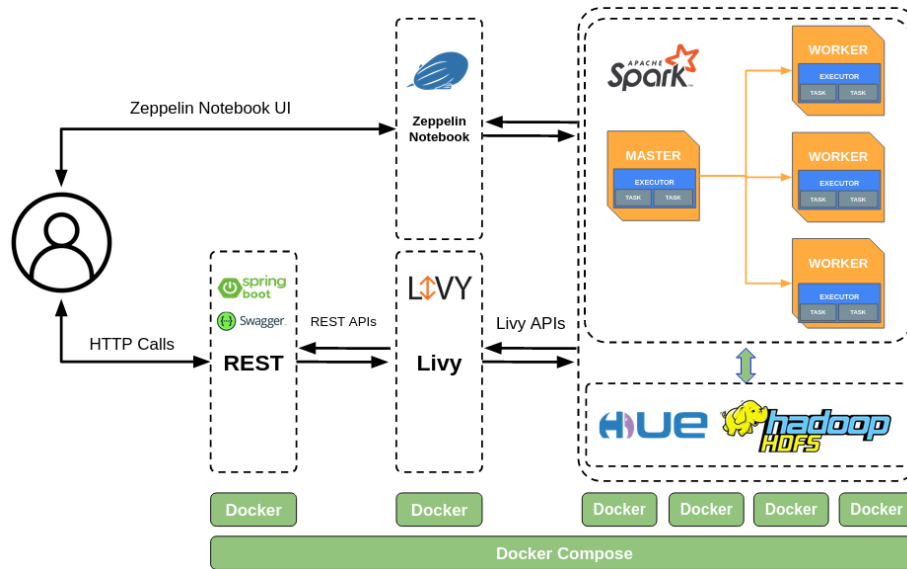 Zeppelin Notebook UI
Zeppelin
Notebook
APACHE
Spark
TM
MASTER
EXECUTOR
TASK TASK
WORKER
EXECUTOR
TASK TASK
WORKER
EXECUTOR
TASK TASK
WORKER
EXECUTOR
TASK TASK
HTTP Calls
spring
boot
Swagger
REST
REST APIs
LIVY
Livy
Livy APIs
HUE
hadoop
HDFS
Docker
Docker
Docker
Docker
Docker
Docker
Docker Compose